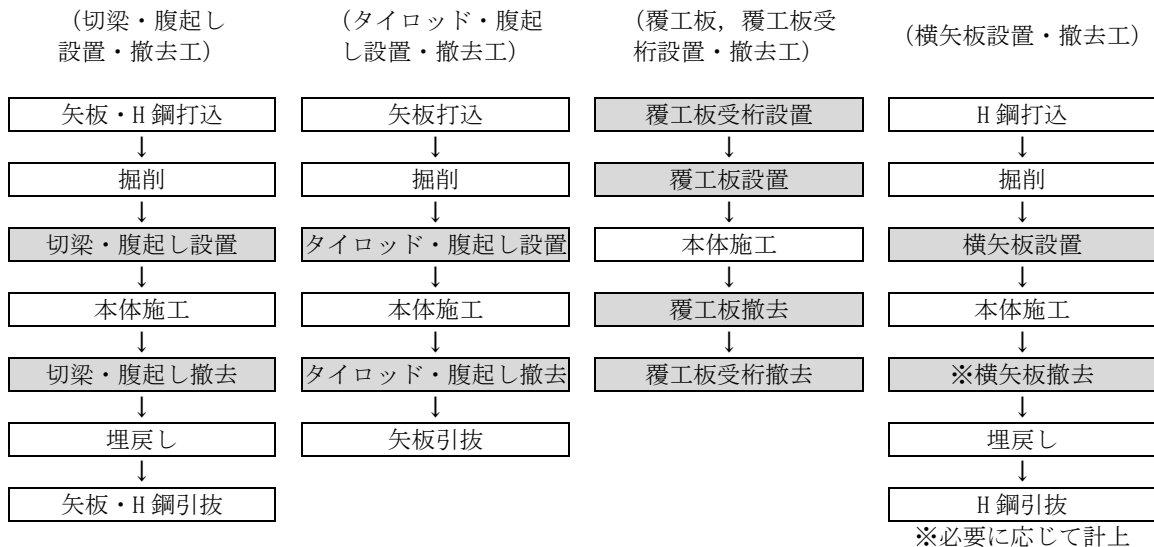 （切梁・腹起し
設置・撤去工）
矢板・H 鋼打込
↓
掘削
↓
切梁・腹起し設置
↓
本体施工
↓
切梁・腹起し撤去
↓
埋戻し
↓
矢板・H 鋼引抜
（タイロッド・腹起
し設置・撤去工）
矢板打込
↓
掘削
↓
タイロッド・腹起し設置
↓
本体施工
↓
タイロッド・腹起し撤去
↓
矢板引抜
（覆工板，覆工板受
桁設置・撤去工）
覆工板受桁設置
↓
覆工板設置
↓
本体施工
↓
覆工板撤去
↓
覆工板受桁撤去
（横矢板設置・撤去工）
H 鋼打込
↓
掘削
↓
横矢板設置
↓
本体施工
↓
※横矢板撤去
↓
埋戻し
↓
H 鋼引抜
※必要に応じて計上